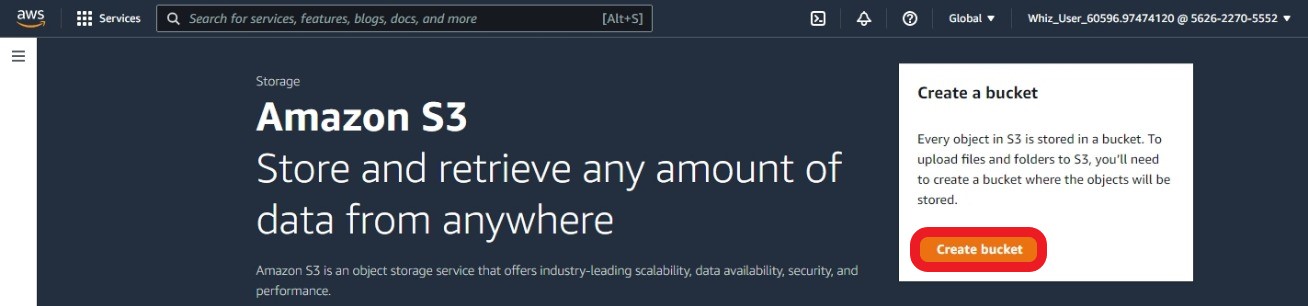 aws
Services
Search for services, features, blogs, docs, and more
[Alt+S]
Global
Whiz_User_60596.97474120 @ 5626-2270-5552
Storage
Amazon S3
Store and retrieve any amount of
data from anywhere
Amazon S3 is an object storage service that offers industry-leading scalability, data availability, security, and
performance.
Create a bucket
Every object in S3 is stored in a bucket. To
upload files and folders to S3, you'll need
to create a bucket where the objects will be
stored.
Create bucket